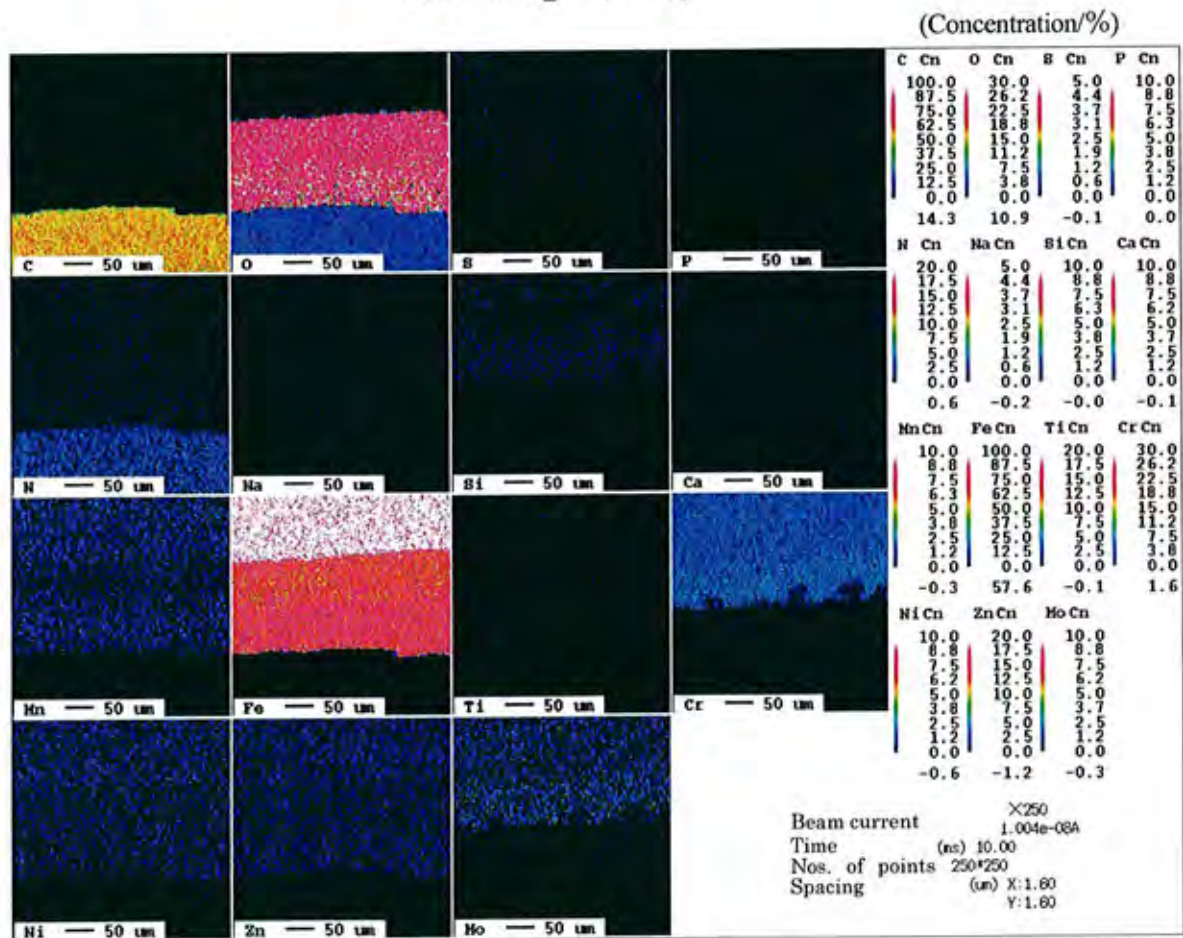 (Concentration/%)
C — 50 um
O — 50 um
S — 50 um
P — 50 um
N — 50 um
Na — 50 um
Si — 50 um
Ca — 50 um
Mn — 50 um
Fe — 50 um
Ti — 50 um
Cr — 50 um
Ni — 50 um
Zn — 50 um
Mo — 50 um
C Cn O Cn S Cn P Cn
100.0 30.0 5.0 10.0
87.5 26.2 4.4 8.8
75.0 22.5 3.7 7.5
62.5 18.8 3.1 6.3
50.0 15.0 2.5 5.0
37.5 11.2 1.9 3.8
25.0 7.5 1.2 2.5
12.5 3.8 0.6 1.2
0.0 0.0 0.0 0.0
14.3 10.9 -0.1 0.0
N Cn Na Cn Si Cn Ca Cn
20.0 5.0 10.0 10.0
17.5 4.4 8.8 8.8
15.0 3.7 7.5 7.5
12.5 3.1 6.3 6.2
10.0 2.5 5.0 5.0
7.5 1.9 3.8 3.7
5.0 1.2 2.5 2.5
2.5 0.6 1.2 1.2
0.0 0.0 0.0 0.0
0.6 -0.2 -0.0 -0.1
Mn Cn Fe Cn Ti Cn Cr Cn
10.0 100.0 20.0 30.0
8.8 87.5 17.5 26.2
7.5 75.0 15.0 22.5
6.3 62.5 12.5 18.8
5.0 50.0 10.0 15.0
3.8 37.5 7.5 11.2
2.5 25.0 5.0 7.5
1.2 12.5 2.5 3.8
0.0 0.0 0.0 0.0
-0.3 57.6 -0.1 1.6
Ni Cn Zn Cn Mo Cn
10.0 20.0 10.0
8.8 17.5 8.8
7.5 15.0 7.5
6.2 12.5 6.2
5.0 10.0 5.0
3.8 7.5 3.7
2.5 5.0 2.5
1.2 2.5 1.2
0.0 0.0 0.0
-0.6 -1.2 -0.3
×250
Beam current 1.004e-08A
Time (ms) 10.00
Nos. of points 250*250
Spacing (um) X:1.60
Y:1.60